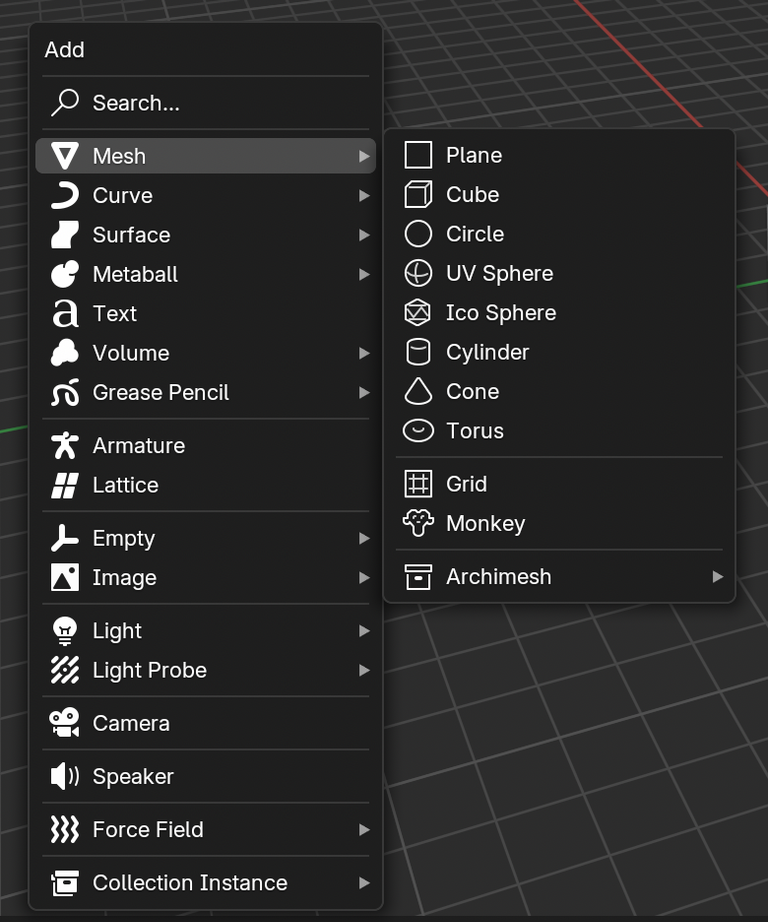 Add
Search...
Mesh
Curve
Surface
Metaball
Text
Volume
Grease Pencil
Armature
Lattice
Empty
Image
Light
Light Probe
Camera
Speaker
Force Field
Collection Instance
Plane
Cube
Circle
UV Sphere
Ico Sphere
Cylinder
Cone
Torus
Grid
Monkey
Archimesh